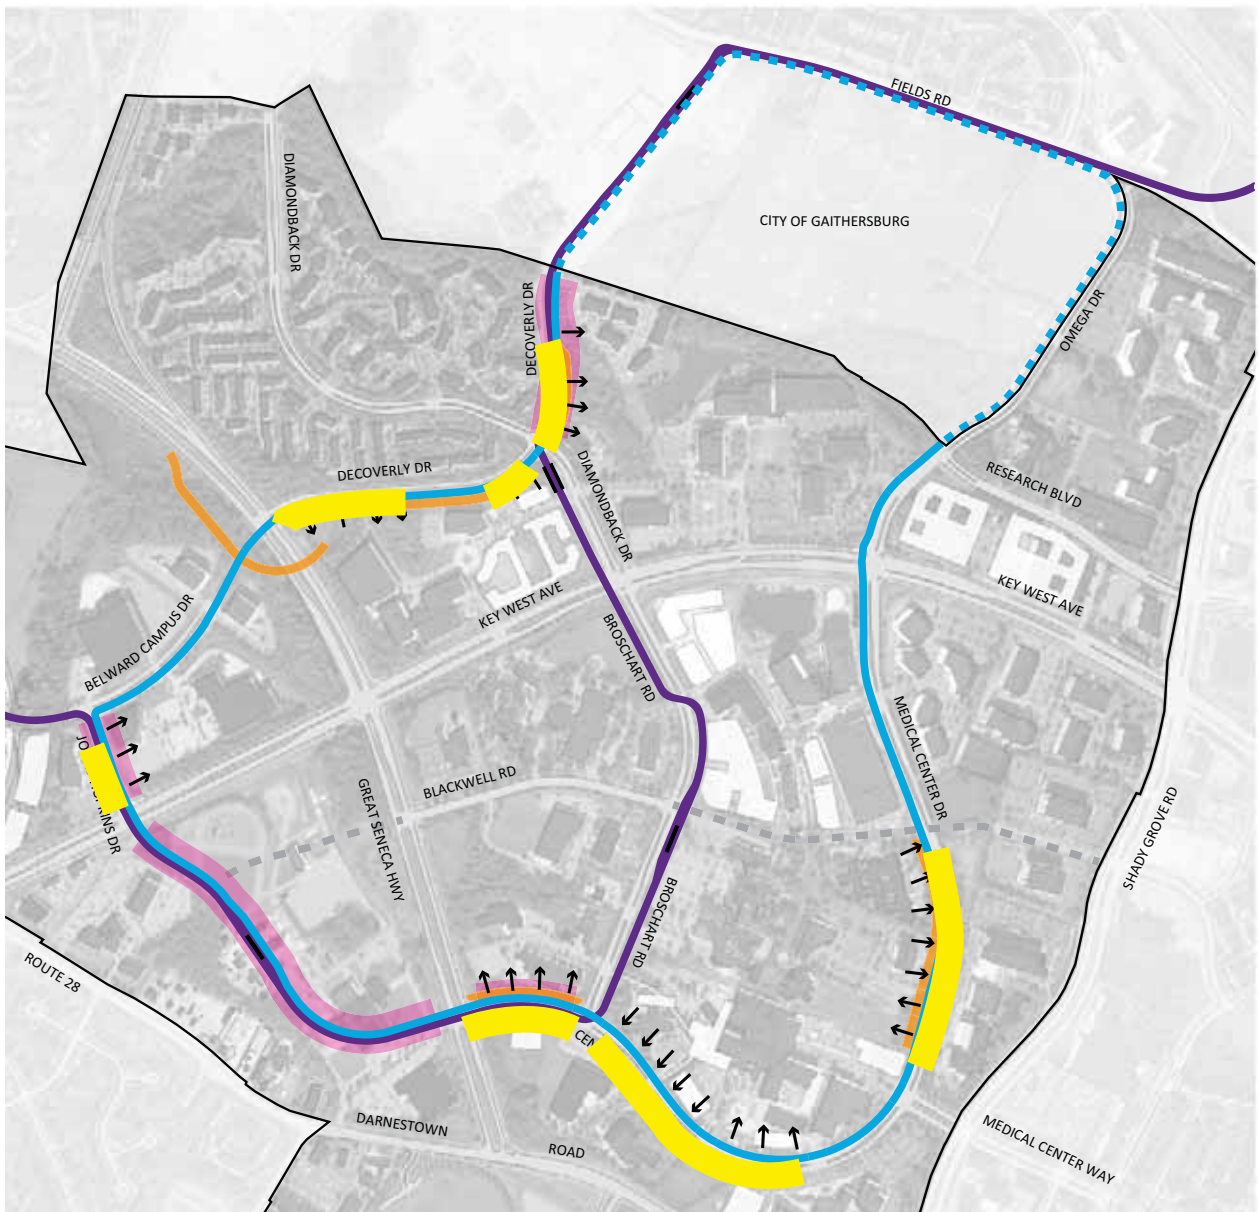 FIELDS RD
DIAMONDBACK DR
CITY OF GAITHERSBURG
DECOVERLY DR
OMEGA DR
DECOVERLY DR
RESEARCH BLVD
DIAMONDBACK DR
KEY WEST AVE
KEY WEST AVE
BELWARD CAMPUS DR
BROSCHART RD
MEDICAL CENTER DR
BLACKWELL RD
GREAT SENECA HWY
SHADY GROVE RD
BROSCHART RD
ROUTE 28
DARNESTOWN
ROAD
MEDICAL CENTER WAY